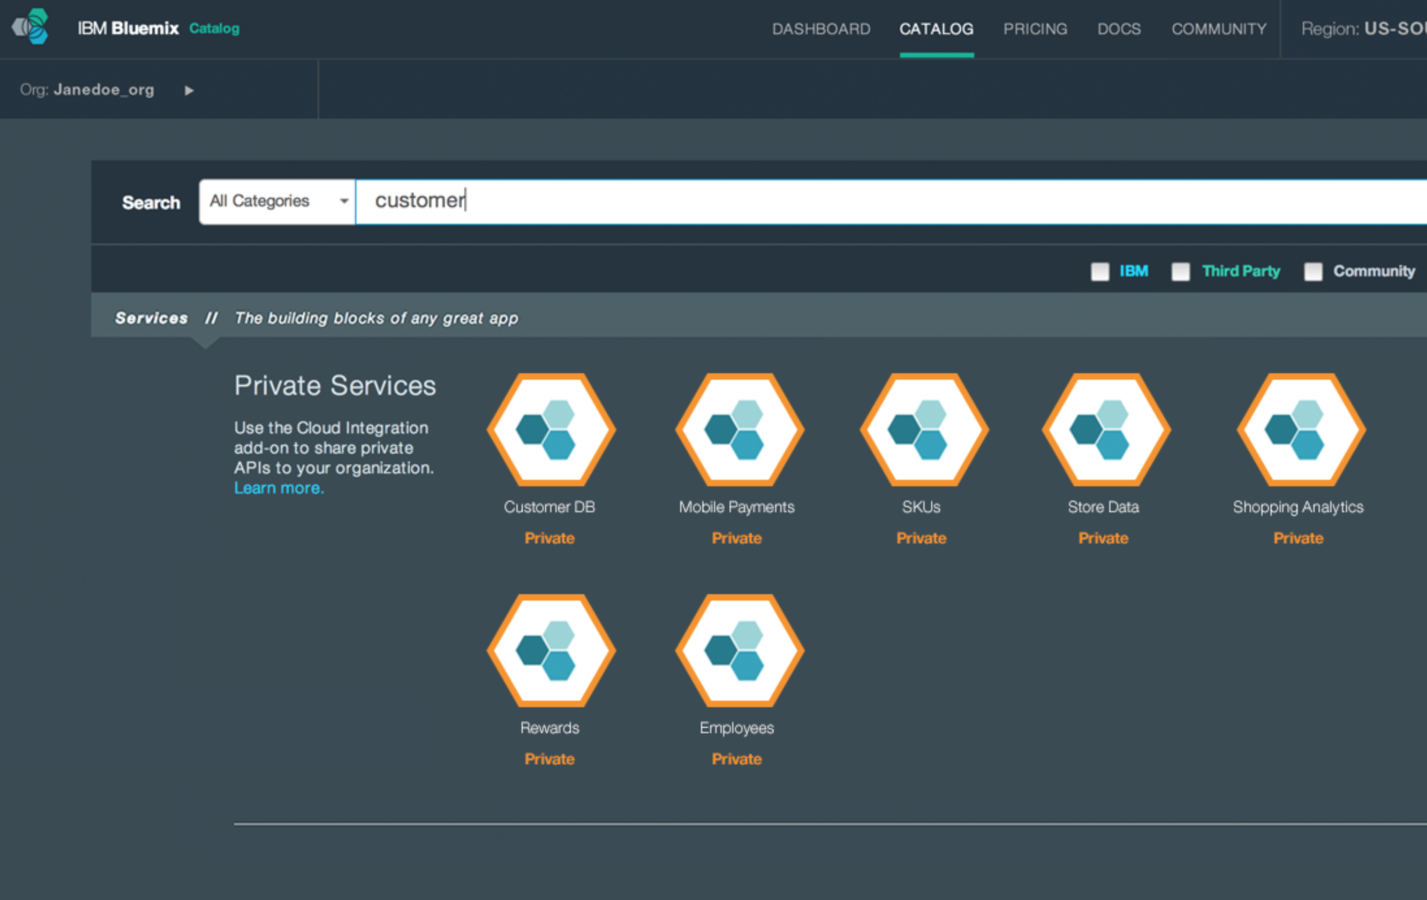 IBM Bluemix Catalog
DASHBOARD CATALOG PRICING DOCS COMMUNITY Region:
Org: Janedoe_org
Search All Categories customer
IBM Third Party Community
Services // The building blocks of any great app
Private Services
Use the Cloud Integration
add-on to share private
APIs to your organization.
Learn more.
Customer DB Mobile Payments SKUs Store Data Shopping Analytics
Private Private Private Private Private
Rewards Employees
Private Private